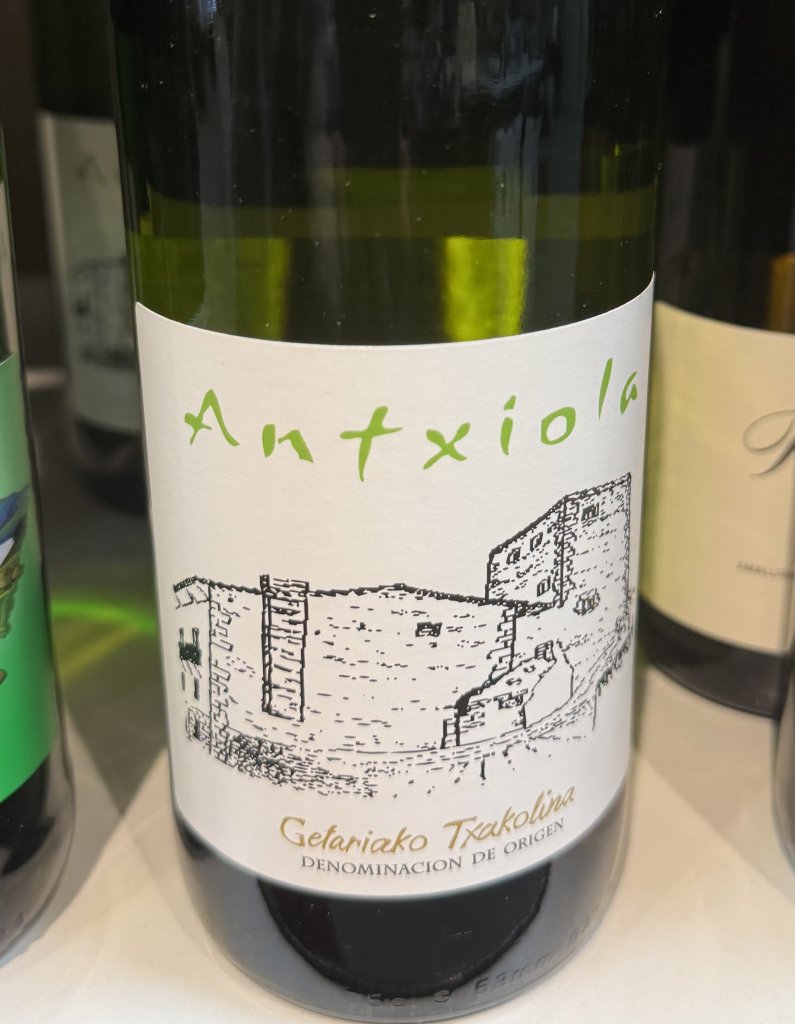 Antxiola
Getariako Txakolina
DENOMINACION DE ORIGEN